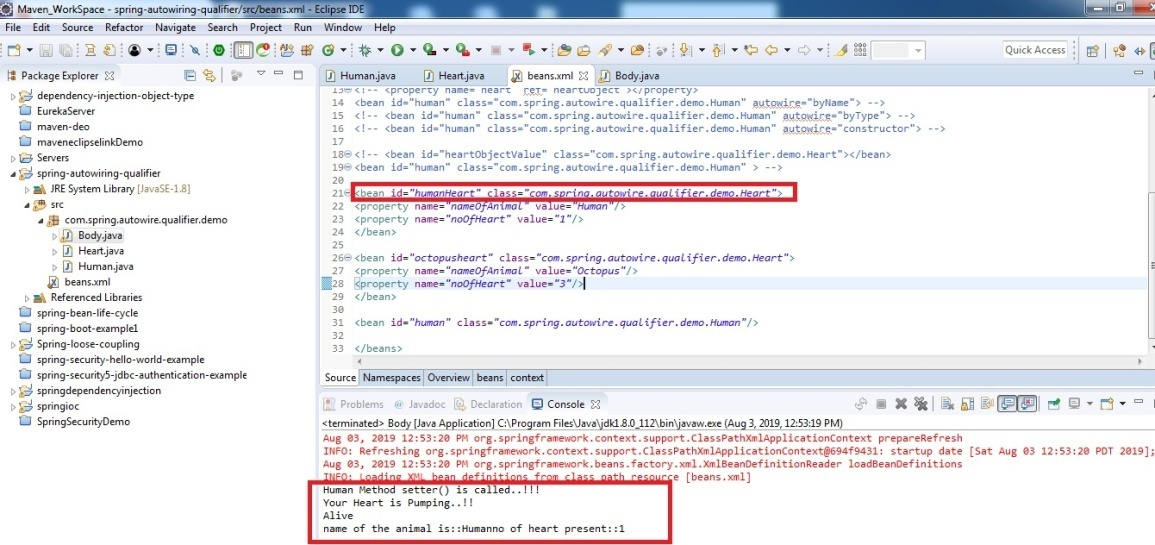 Maven_WorkSpace - spring-autowiring-qualifier/src/beans.xml - Eclipse IDE
File Edit Source Refactor Navigate Search Project Run Window Help
Quick Access
Package Explorer
dependency-injection-object-type
EurekaServer
maven-deo
maveneclipselinkDemo
Servers
spring-autowiring-qualifier
JRE System Library [JavaSE-1.8]
src
com.spring.autowire.qualifier.demo
Body.java
Heart.java
Human.java
beans.xml
Referenced Libraries
spring-bean-life-cycle
spring-boot-example1
Spring-loose-coupling
spring-security-hello-world-example
spring-security5-jdbc-authentication-example
springdependencyinjection
springioc
SpringSecurityDemo
Human.java Heart.java beans.xml Body.java
13 <!-- <property name="heart" ref="heartObject"></property>
14 <bean id="human" class="com.spring.autowire.qualifier.demo.Human" autowire="byName"> -->
15 <!-- <bean id="human" class="com.spring.autowire.qualifier.demo.Human" autowire="byType"> -->
16 <!-- <bean id="human" class="com.spring.autowire.qualifier.demo.Human" autowire="constructor"> -->
17
18 <!-- <bean id="heartObjectValue" class="com.spring.autowire.qualifier.demo.Heart"></bean>
19 <bean id="human" class="com.spring.autowire.qualifier.demo.Human" > -->
20
21 <bean id="humanHeart" class="com.spring.autowire.qualifier.demo.Heart">
22 <property name="nameOfAnimal" value="Human"/>
23 <property name="noOfHeart" value="1"/>
24 </bean>
25
26 <bean id="octopusheart" class="com.spring.autowire.qualifier.demo.Heart">
27 <property name="nameOfAnimal" value="Octopus"/>
28 <property name="noOfHeart" value="3"/>
29 </bean>
30
31 <bean id="human" class="com.spring.autowire.qualifier.demo.Human"/>
32
33 </beans>
Source Namespaces Overview beans context
Problems @ Javadoc Declaration Console
<terminated> Body [Java Application] C:\Program Files\Java\jdk1.8.0_112\bin\javaw.exe (Aug 3, 2019, 12:53:19 PM)
Aug 03, 2019 12:53:20 PM org.springframework.context.support.ClassPathXmlApplicationContext prepareRefresh
INFO: Refreshing org.springframework.context.support.ClassPathXmlApplicationContext@694f9431: startup date [Sat Aug 03 12:53:20 PDT 2019];
Aug 03, 2019 12:53:20 PM org.springframework.beans.factory.xml.XmlBeanDefinitionReader loadBeanDefinitions
INFO: Loading XML bean definitions from class path resource [beans.xml]
Human Method setter() is called..!!!
Your Heart is Pumping..!!
Alive
name of the animal is::Humanno of heart present::1